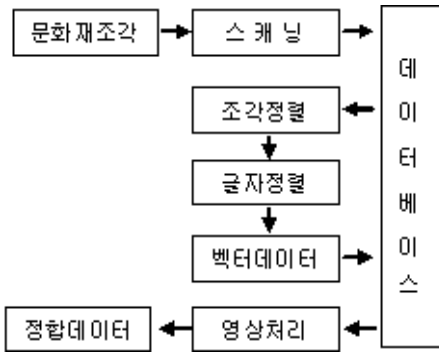 문화재조각
스캐닝
데이터베이스
조각정렬
글자정렬
벡터데이터
정합데이터
영상처리